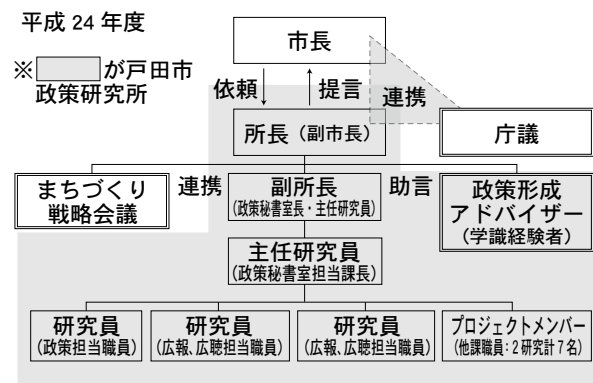 平成 24 年度
※ が戸田市
政策研究所
市長
依頼
提言
連携
所長（副市長）
庁議
まちづくり
戦略会議
連携
副所長
（政策秘書室長・主任研究員）
助言
政策形成
アドバイザー
（学識経験者）
主任研究員
（政策秘書室担当課長）
研究員
（政策担当職員）
研究員
（広報、広聴担当職員）
研究員
（広報、広聴担当職員）
プロジェクトメンバー
（他課職員：2研究計7名）